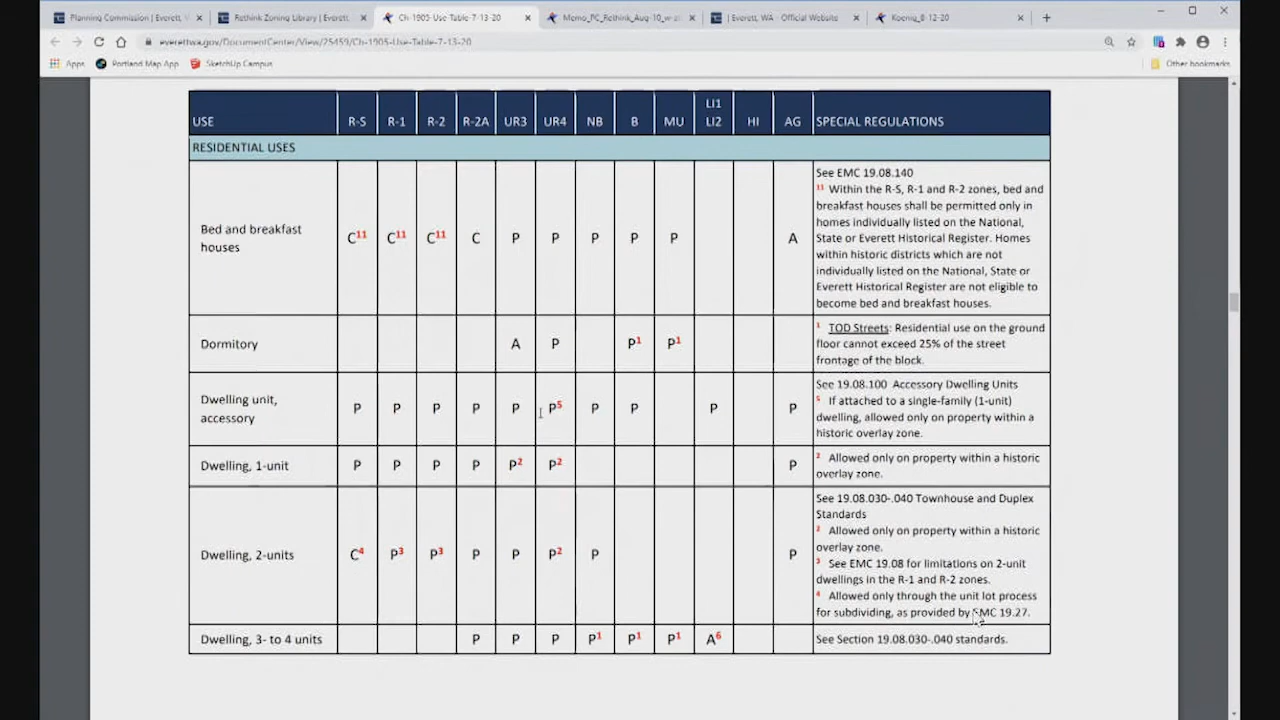 Planning Commission | Everett, W
Rethink Zoning Library | Everett
Ch-1905-Use-Table-7-13-20
Memo_PC_Rethink_Aug-10_w-at
| Everett, WA - Official Website
Koenig_8-12-20
everettwa.gov/DocumentCenter/View/25459/Ch-1905-Use-Table-7-13-20
Apps Portland Map App SketchUp Campus Other bookmarks
USE R-S R-1 R-2 R-2A UR3 UR4 NB B MU LI1 LI2 HI AG SPECIAL REGULATIONS
RESIDENTIAL USES
Bed and breakfast
houses
C11 C11 C11 C P P P P P A
See EMC 19.08.140
11 Within the R-S, R-1 and R-2 zones, bed and
breakfast houses shall be permitted only in
homes individually listed on the National,
State or Everett Historical Register. Homes
within historic districts which are not
individually listed on the National, State or
Everett Historical Register are not eligible to
become bed and breakfast houses.
Dormitory A P P1 P1
1 TOD Streets: Residential use on the ground
floor cannot exceed 25% of the street
frontage of the block.
Dwelling unit,
accessory
P P P P P P5 P P P P
See 19.08.100 Accessory Dwelling Units
5 If attached to a single-family (1-unit)
dwelling, allowed only on property within a
historic overlay zone.
Dwelling, 1-unit P P P P P2 P2 P
2 Allowed only on property within a historic
overlay zone.
Dwelling, 2-units C4 P3 P3 P P P2 P P
See 19.08.030-.040 Townhouse and Duplex
Standards
2 Allowed only on property within a historic
overlay zone.
3 See EMC 19.08 for limitations on 2-unit
dwellings in the R-1 and R-2 zones.
4 Allowed only through the unit lot process
for subdividing, as provided by EMC 19.27.
Dwelling, 3- to 4 units P P P P1 P1 P1 A6 See Section 19.08.030-.040 standards.